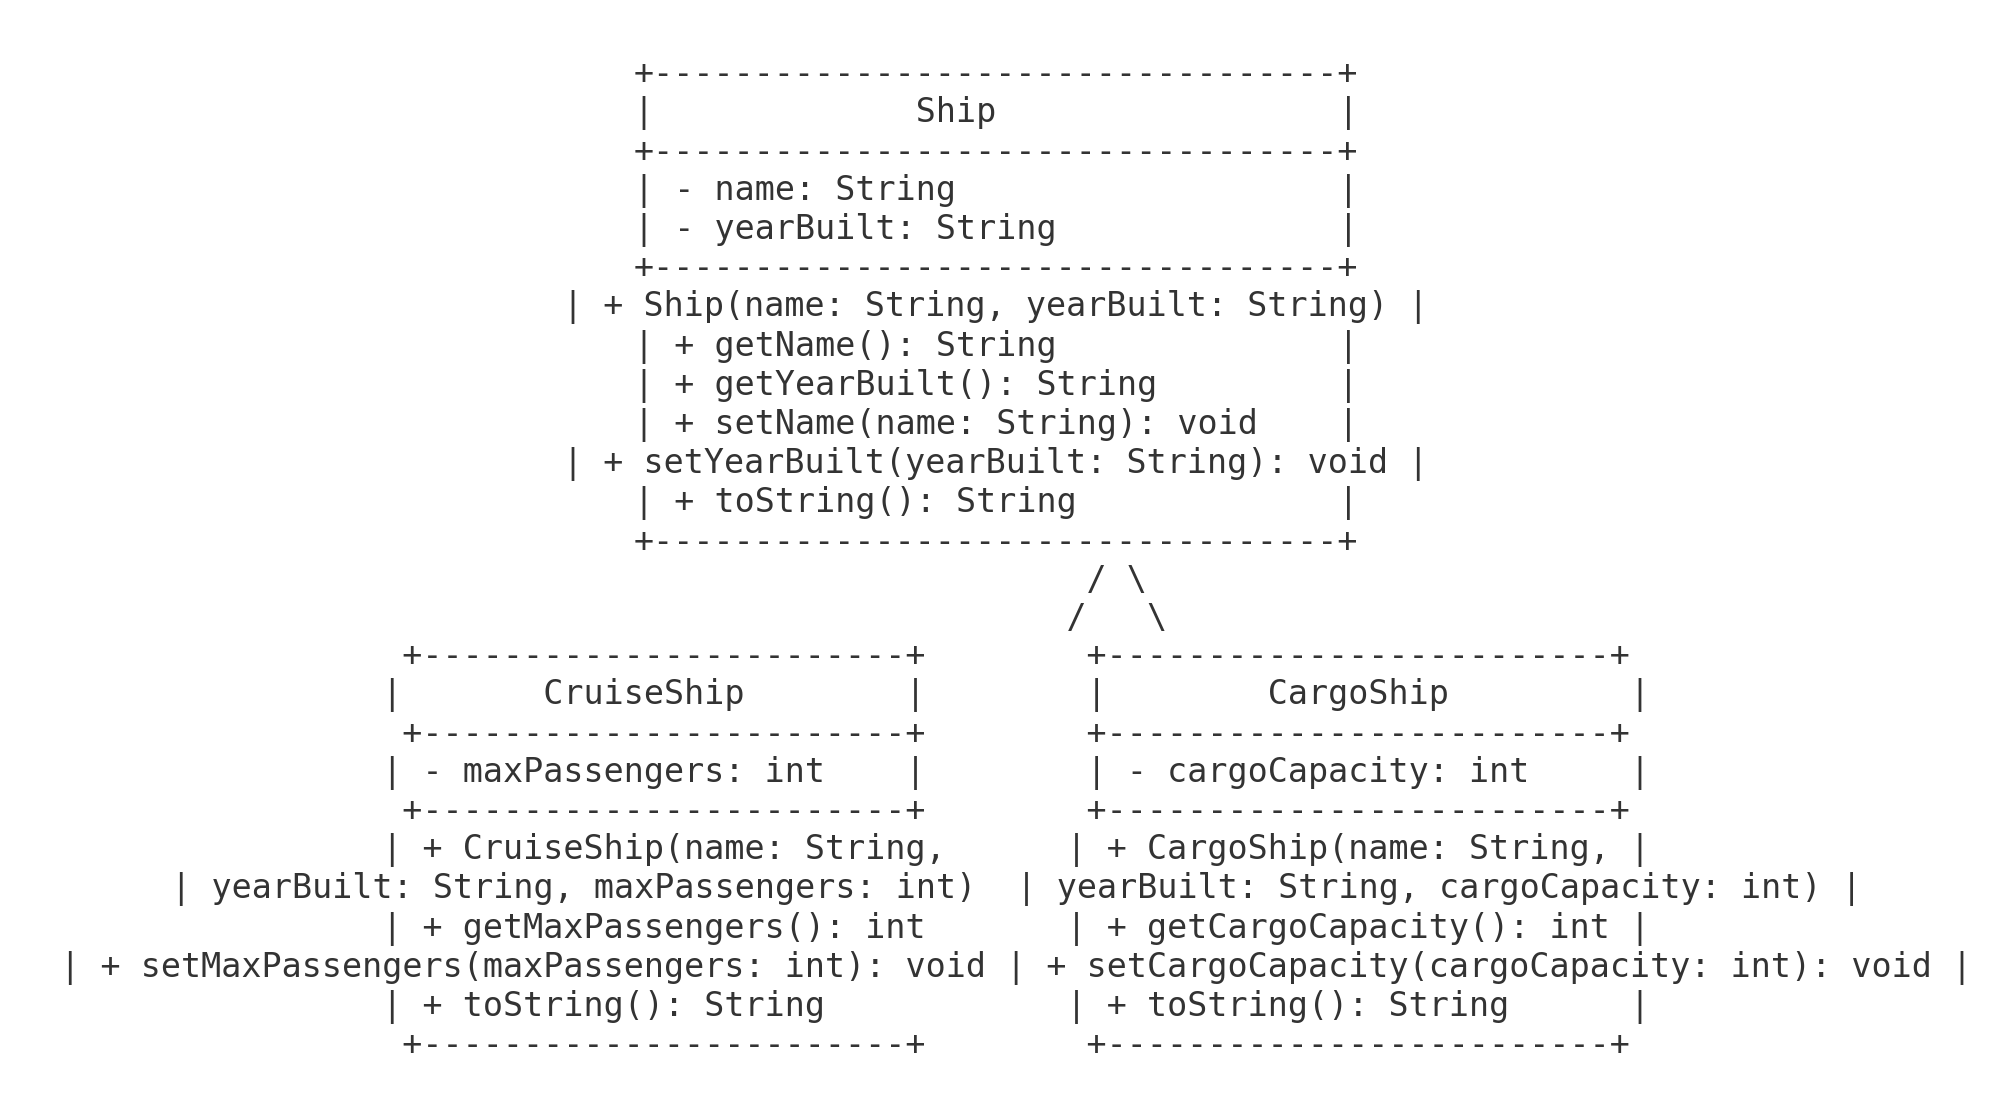 +----------------------------------+
|             Ship                 |
+----------------------------------+
| - name: String                   |
| - yearBuilt: String              |
+----------------------------------+
| + Ship(name: String, yearBuilt: String) |
| + getName(): String              |
| + getYearBuilt(): String         |
| + setName(name: String): void    |
| + setYearBuilt(yearBuilt: String): void |
| + toString(): String             |
+----------------------------------+
/ \
/   \
+------------------------+        +-------------------------+
|       CruiseShip        |        |        CargoShip         |
+------------------------+        +-------------------------+
| - maxPassengers: int    |        | - cargoCapacity: int     |
+------------------------+        +-------------------------+
| + CruiseShip(name: String,      | + CargoShip(name: String, |
| yearBuilt: String, maxPassengers: int)  | yearBuilt: String, cargoCapacity: int) |
| + getMaxPassengers(): int       | + getCargoCapacity(): int |
| + setMaxPassengers(maxPassengers: int): void | + setCargoCapacity(cargoCapacity: int): void |
| + toString(): String            | + toString(): String      |
+------------------------+        +-------------------------+